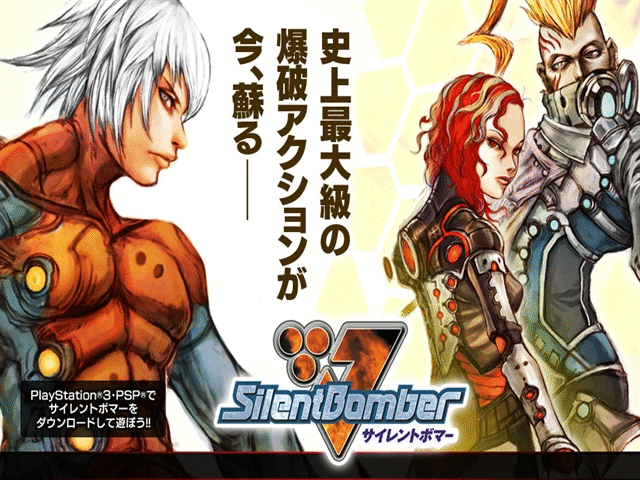 史上最大級の
爆破アクションが
今、蘇る——
SilentBomber
サイレントボマー
PlayStation®3・PSP®で
サイレントボマーを
ダウンロードして遊ぼう!!